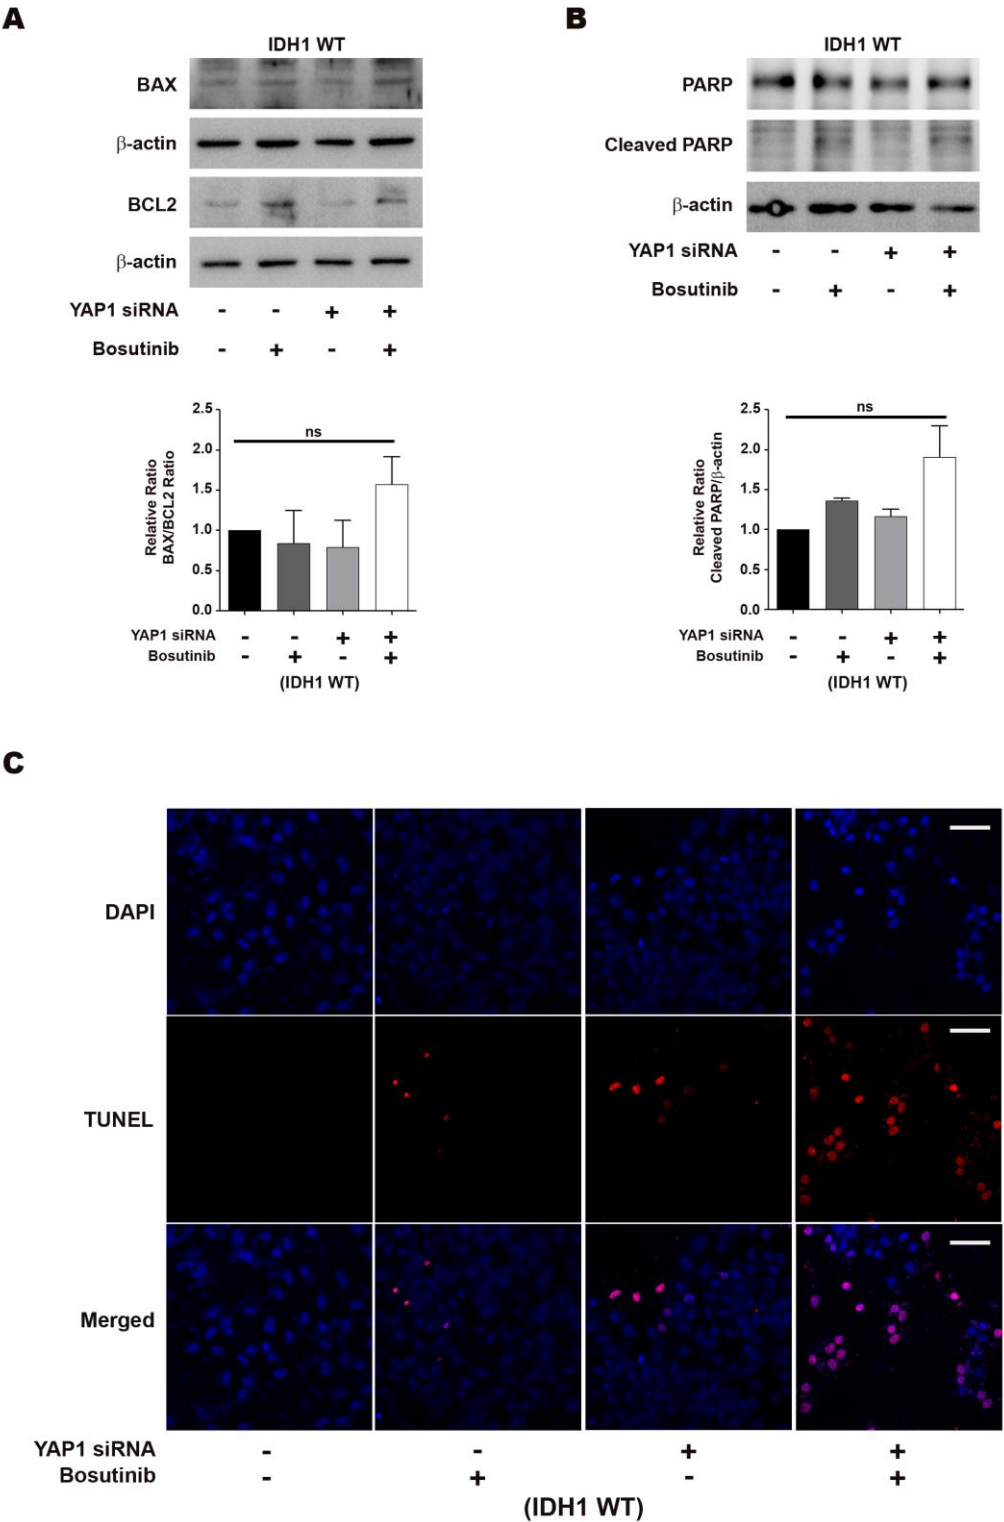 A
IDH1 WT
BAX
β-actin
BCL2
β-actin
YAP1 siRNA - - + +
Bosutinib - + - +
2.5
2.0
1.5
1.0
0.5
0.0
Relative Ratio
BAX/BCL2 Ratio
ns
YAP1 siRNA - - + +
Bosutinib - + - +
(IDH1 WT)
B
IDH1 WT
PARP
Cleaved PARP
β-actin
YAP1 siRNA - - + +
Bosutinib - + - +
2.5
2.0
1.5
1.0
0.5
0.0
Relative Ratio
Cleaved PARP/β-actin
ns
YAP1 siRNA - - + +
Bosutinib - + - +
(IDH1 WT)
C
DAPI
TUNEL
Merged
YAP1 siRNA - - + +
Bosutinib - + - +
(IDH1 WT)